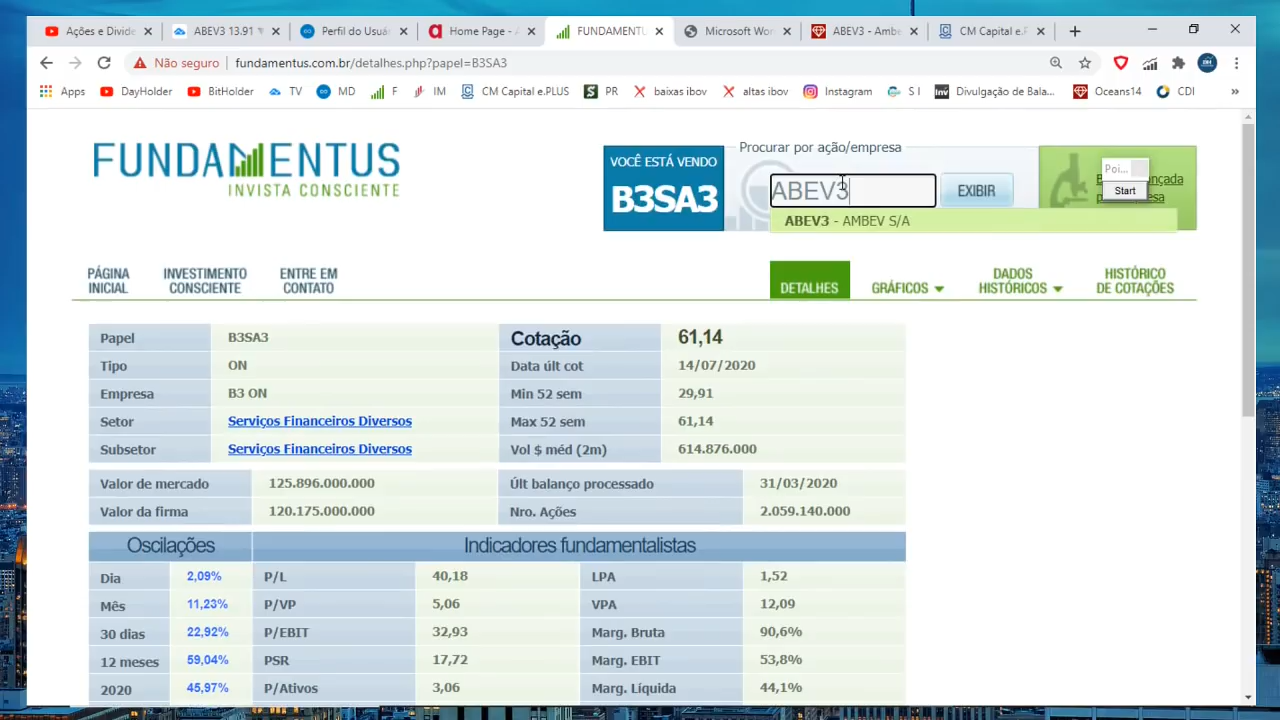 Ações e Divide
ABEV3 13.91
Perfil do Usuá
Home Page - A
FUNDAMENTU
Microsoft Wor
ABEV3 - Ambe
CM Capital e.P
Não seguro
fundamentus.com.br/detalhes.php?papel=B3SA3
Apps DayHolder BitHolder TV MD F IM CM Capital e.PLUS PR baixas ibov altas ibov Instagram S I Divulgação de Bala... Oceans14 CDI »
FUNDAMENTUS
INVISTA CONSCIENTE
VOCÊ ESTÁ VENDO
B3SA3
Procurar por ação/empresa
ABEV3
EXIBIR
ABEV3 - AMBEV S/A
Poi...
Start
PÁGINA INICIAL
INVESTIMENTO CONSCIENTE
ENTRE EM CONTATO
DETALHES
GRÁFICOS
DADOS HISTÓRICOS
HISTÓRICO DE COTAÇÕES
Papel B3SA3 Cotação 61,14
Tipo ON Data últ cot 14/07/2020
Empresa B3 ON Min 52 sem 29,91
Setor Serviços Financeiros Diversos Max 52 sem 61,14
Subsetor Serviços Financeiros Diversos Vol $ méd (2m) 614.876.000
Valor de mercado 125.896.000.000 Últ balanço processado 31/03/2020
Valor da firma 120.175.000.000 Nro. Ações 2.059.140.000
Oscilações Indicadores fundamentalistas
Dia 2,09% P/L 40,18 LPA 1,52
Mês 11,23% P/VP 5,06 VPA 12,09
30 dias 22,92% P/EBIT 32,93 Marg. Bruta 90,6%
12 meses 59,04% PSR 17,72 Marg. EBIT 53,8%
2020 45,97% P/Ativos 3,06 Marg. Líquida 44,1%